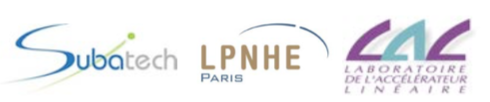 Subatech
LPNHE
PARIS
LAL
LABORATOIRE
DE L'ACCÉLÉRATEUR
LINÉAIRE